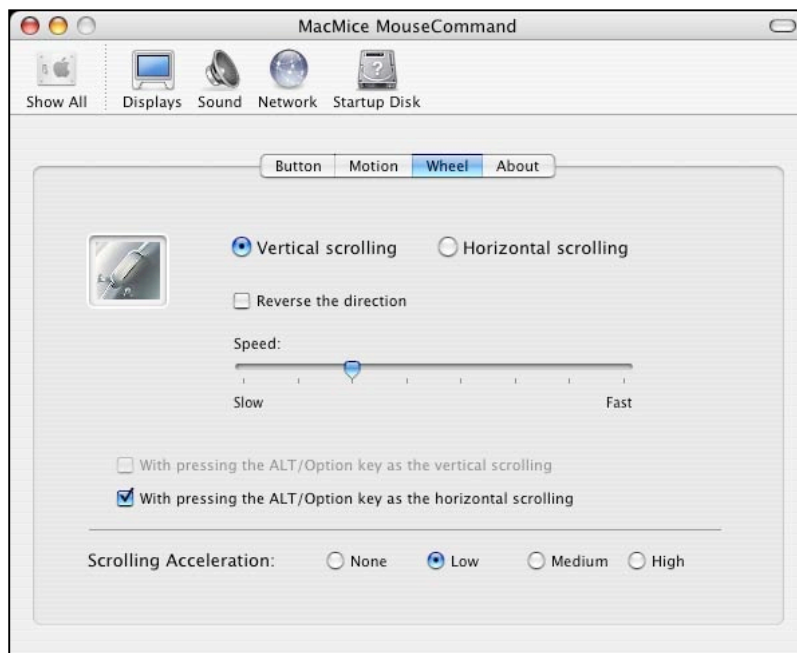 MacMice MouseCommand
Show All Displays Sound Network Startup Disk
Button Motion Wheel About
Vertical scrolling Horizontal scrolling
Reverse the direction
Speed:
Slow Fast
With pressing the ALT/Option key as the vertical scrolling
With pressing the ALT/Option key as the horizontal scrolling
Scrolling Acceleration: None Low Medium High